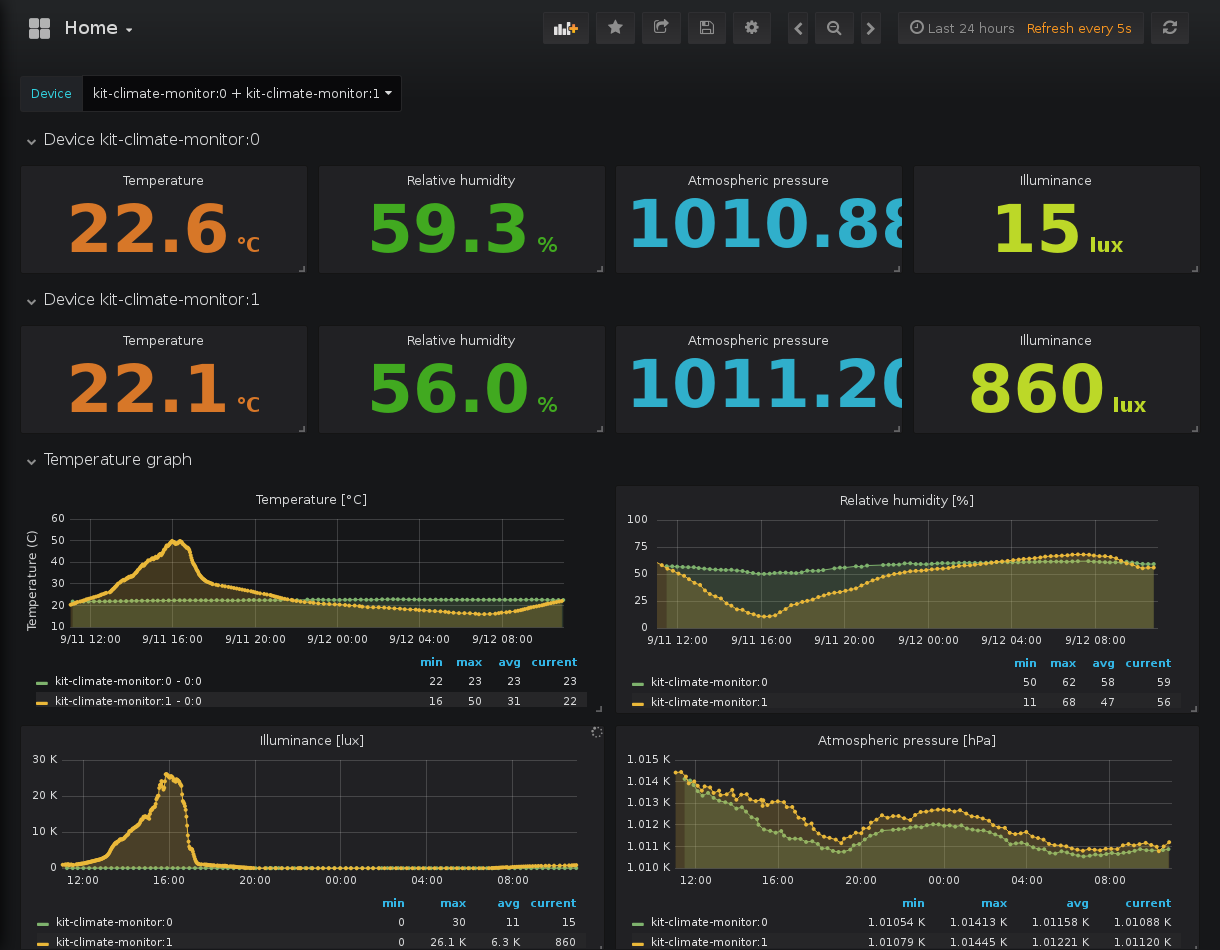 Home
Last 24 hours Refresh every 5s
Device kit-climate-monitor:0 + kit-climate-monitor:1
Device kit-climate-monitor:0
Temperature
22.6 °C
Relative humidity
59.3 %
Atmospheric pressure
1010.88
Illuminance
15 lux
Device kit-climate-monitor:1
Temperature
22.1 °C
Relative humidity
56.0 %
Atmospheric pressure
1011.20
Illuminance
860 lux
Temperature graph
Temperature [°C]
Temperature (C)
60
50
40
30
20
10
9/11 12:00 9/11 16:00 9/11 20:00 9/12 00:00 9/12 04:00 9/12 08:00
min max avg current
kit-climate-monitor:0 - 0:0 22 23 23 23
kit-climate-monitor:1 - 0:0 16 50 31 22
Relative humidity [%]
100
75
50
25
0
9/11 12:00 9/11 16:00 9/11 20:00 9/12 00:00 9/12 04:00 9/12 08:00
min max avg current
kit-climate-monitor:0 50 62 58 59
kit-climate-monitor:1 11 68 47 56
Illuminance [lux]
30 K
20 K
10 K
0
12:00 16:00 20:00 00:00 04:00 08:00
min max avg current
kit-climate-monitor:0 0 30 11 15
kit-climate-monitor:1 0 26.1 K 6.3 K 860
Atmospheric pressure [hPa]
1.015 K
1.014 K
1.013 K
1.012 K
1.011 K
1.010 K
12:00 16:00 20:00 00:00 04:00 08:00
min max avg current
kit-climate-monitor:0 1.01054 K 1.01413 K 1.01158 K 1.01088 K
kit-climate-monitor:1 1.01079 K 1.01445 K 1.01221 K 1.01120 K